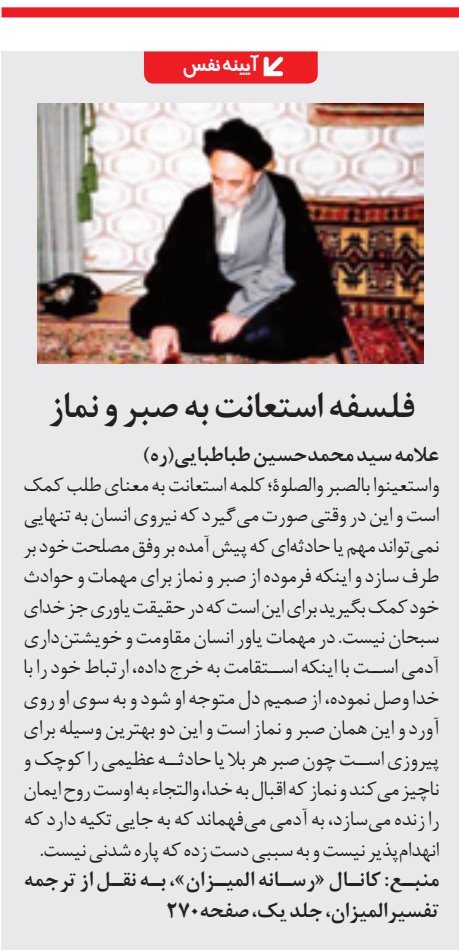 آیینه نفس
فلسفه استعانت به صبر و نماز
علامه سید محمدحسین طباطبایی(ره)
واستعینوا بالصبر والصلوة؛ کلمه استعانت به معنای طلب کمک
است و این در وقتی صورت می گیرد که نیروی انسان به تنهایی
نمی‌تواند مهم یا حادثه‌ای که پیش آمده بر وفق مصلحت خود بر
طرف سازد و اینکه فرموده از صبر و نماز برای مهمات و حوادث
خود کمک بگیرید برای این است که در حقیقت یاوری جز خدای
سبحان نیست. در مهمات یاور انسان مقاومت و خویشتن‌داری
آدمی است با اینکه استقامت به خرج داده، ارتباط خود را با
خدا وصل نموده، از صمیم دل متوجه او شود و به سوی او روی
آورد و این همان صبر و نماز است و این دو بهترین وسیله برای
پیروزی است چون صبر هر بلا یا حادثه عظیمی را کوچک و
ناچیز می کند و نماز که اقبال به خدا، والتجاء به اوست روح ایمان
را زنده می‌سازد، به آدمی می‌فهماند که به جایی تکیه دارد که
انهدام‌پذیر نیست و به سببی دست زده که پاره شدنی نیست.
منبع: کانال «رسانه المیزان»، به نقل از ترجمه
تفسیرالمیزان، جلد یک، صفحه۲۷۰